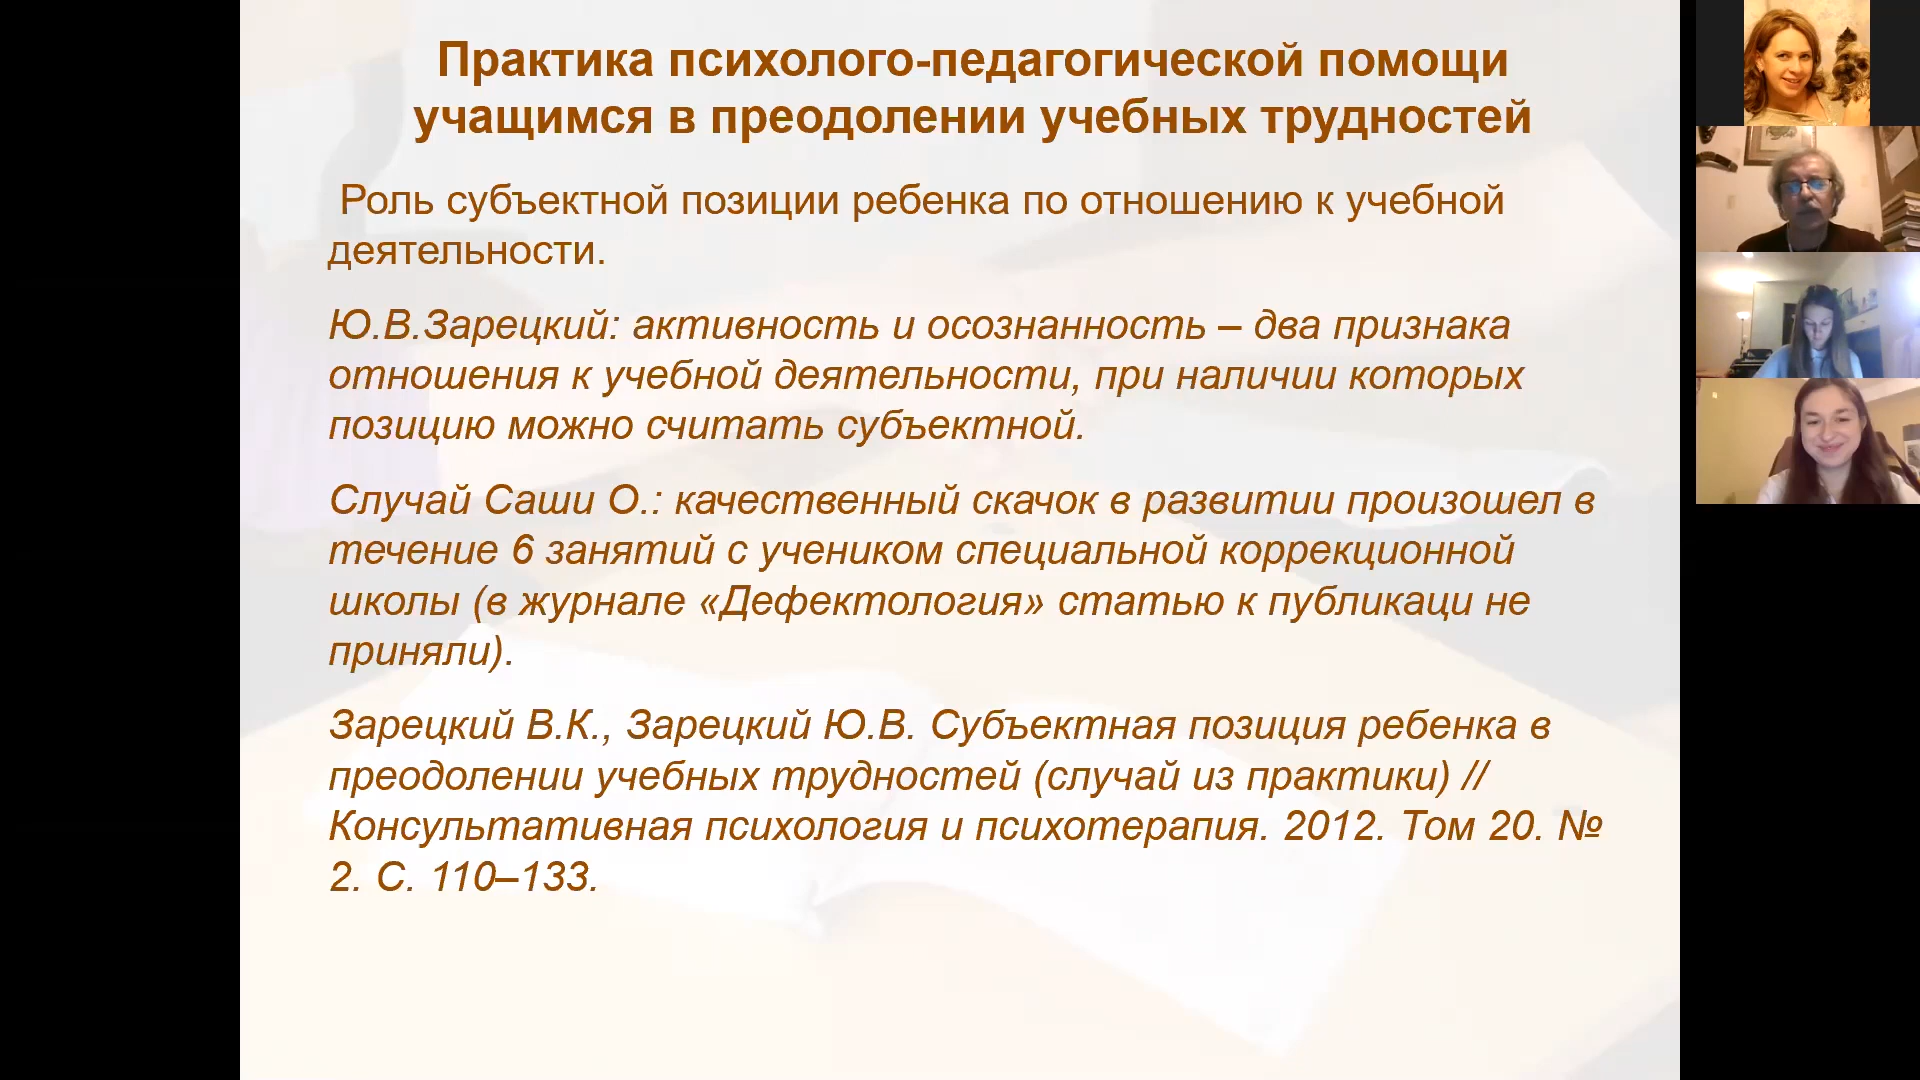 Практика психолого-педагогической помощи
учащимся в преодолении учебных трудностей
Роль субъектной позиции ребенка по отношению к учебной
деятельности.
Ю.В.Зарецкий: активность и осознанность – два признака
отношения к учебной деятельности, при наличии которых
позицию можно считать субъектной.
Случай Саши О.: качественный скачок в развитии произошел в
течение 6 занятий с учеником специальной коррекционной
школы (в журнале «Дефектология» статью к публикаци не
приняли).
Зарецкий В.К., Зарецкий Ю.В. Субъектная позиция ребенка в
преодолении учебных трудностей (случай из практики) //
Консультативная психология и психотерапия. 2012. Том 20. №
2. С. 110–133.